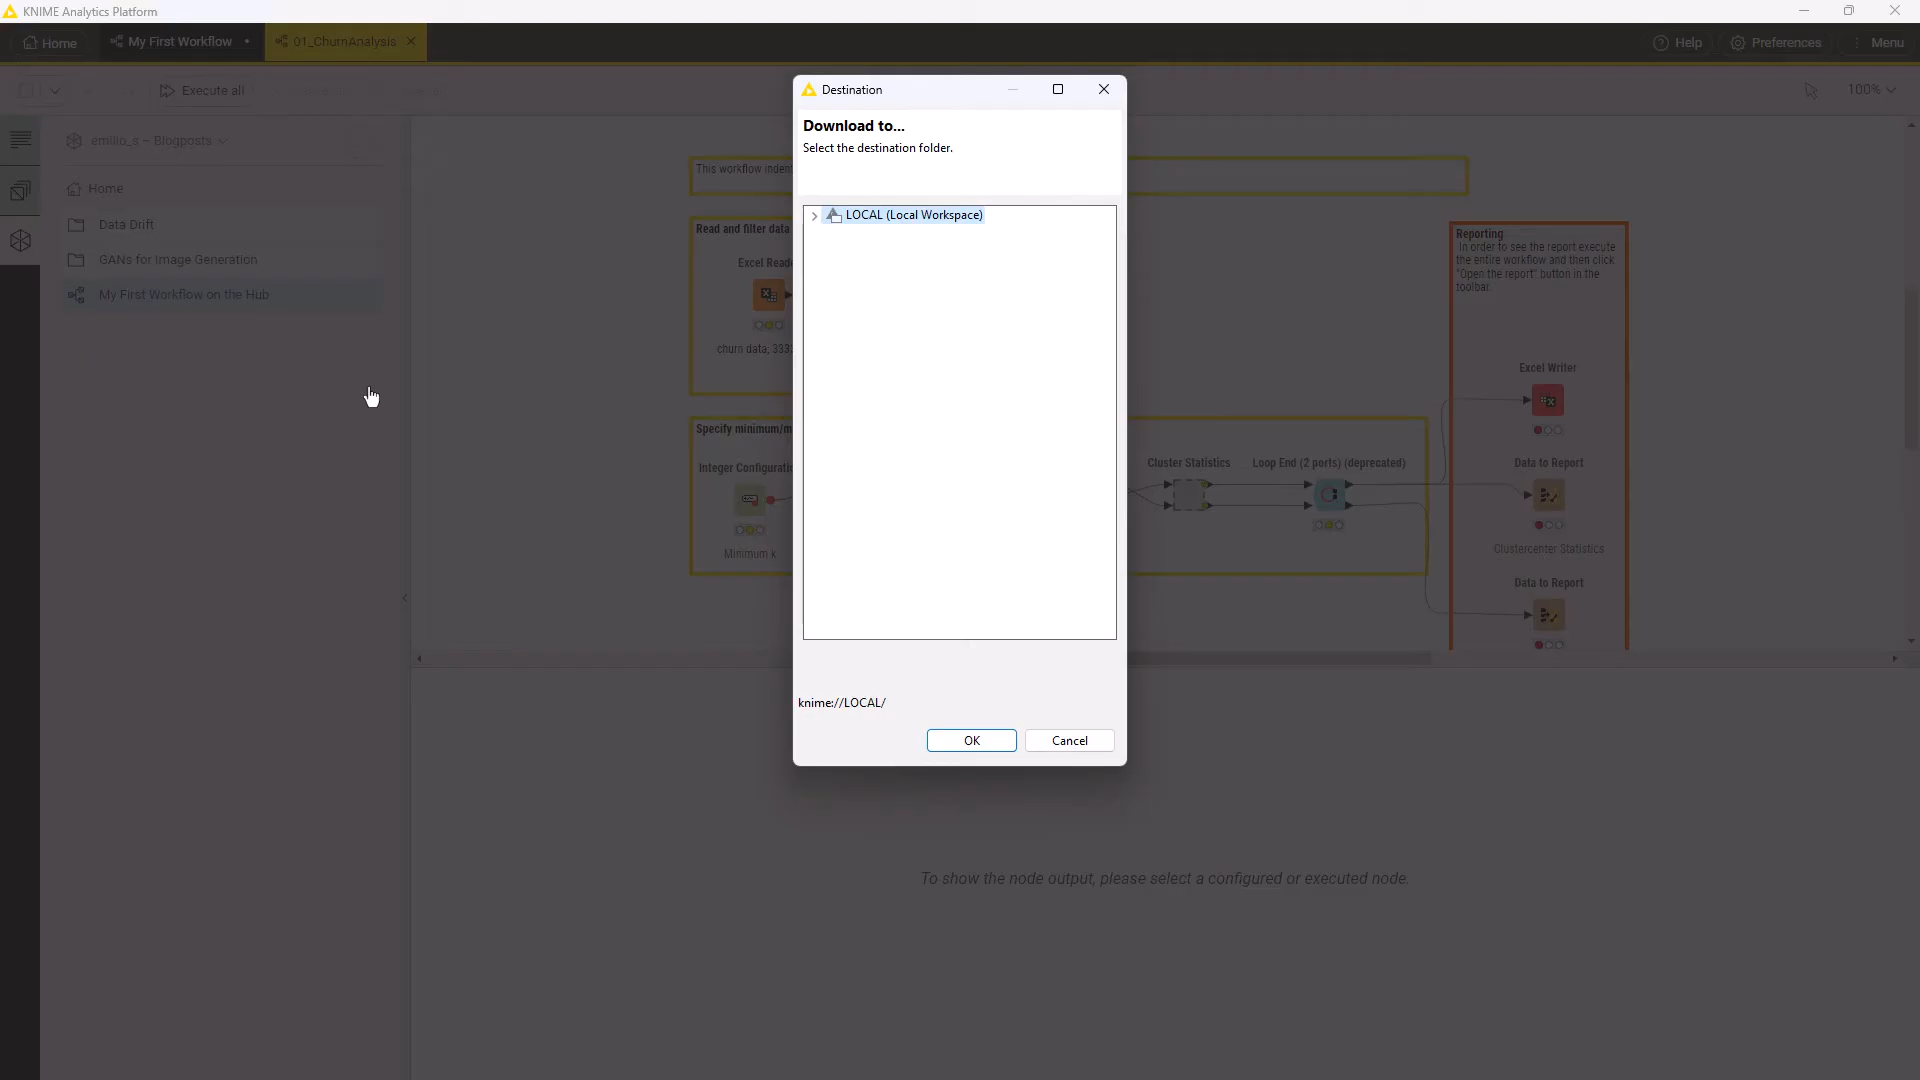 KNIME Analytics Platform
Home
My First Workflow
01_ChurnAnalysis
Help
Preferences
Menu
Execute all
100%
emilio_s – Blogposts
Home
Data Drift
GANs for Image Generation
My First Workflow on the Hub
Destination
Download to...
Select the destination folder.
LOCAL (Local Workspace)
knime://LOCAL/
OK
Cancel
This workflow indent
Read and filter data
Excel Reade
churn data; 333
Specify minimum/m
Integer Configurati
Minimum k
Cluster Statistics
Loop End (2 ports) (deprecated)
Reporting
In order to see the report execute
the entire workflow and then click
"Open the report" button in the
toolbar.
Excel Writer
Data to Report
Clustercenter Statistics
Data to Report
To show the node output, please select a configured or executed node.